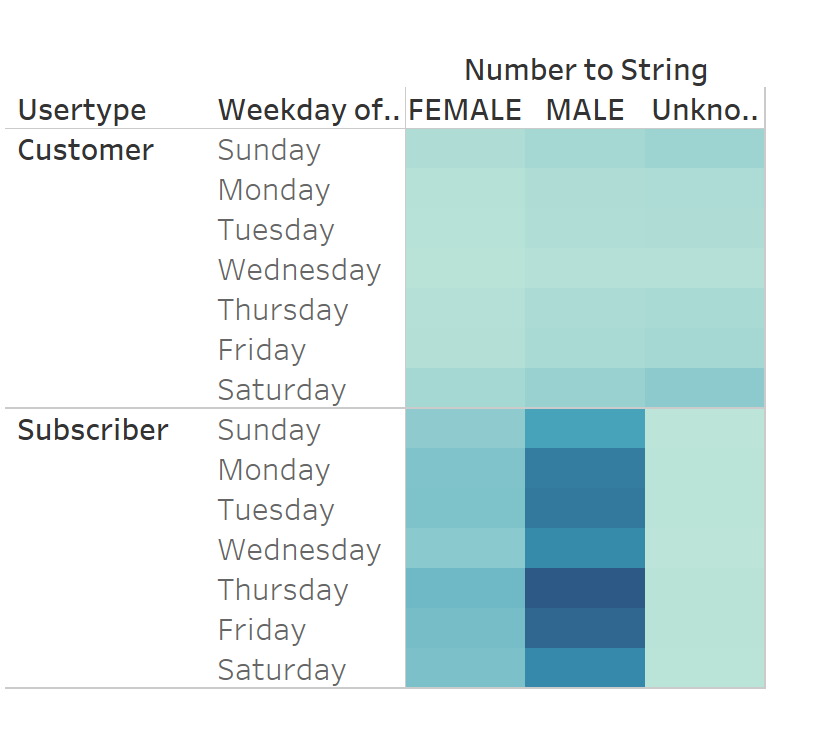 Number to String
Usertype Weekday of.. FEMALE MALE Unkno..
Customer Sunday
Monday
Tuesday
Wednesday
Thursday
Friday
Saturday
Subscriber Sunday
Monday
Tuesday
Wednesday
Thursday
Friday
Saturday